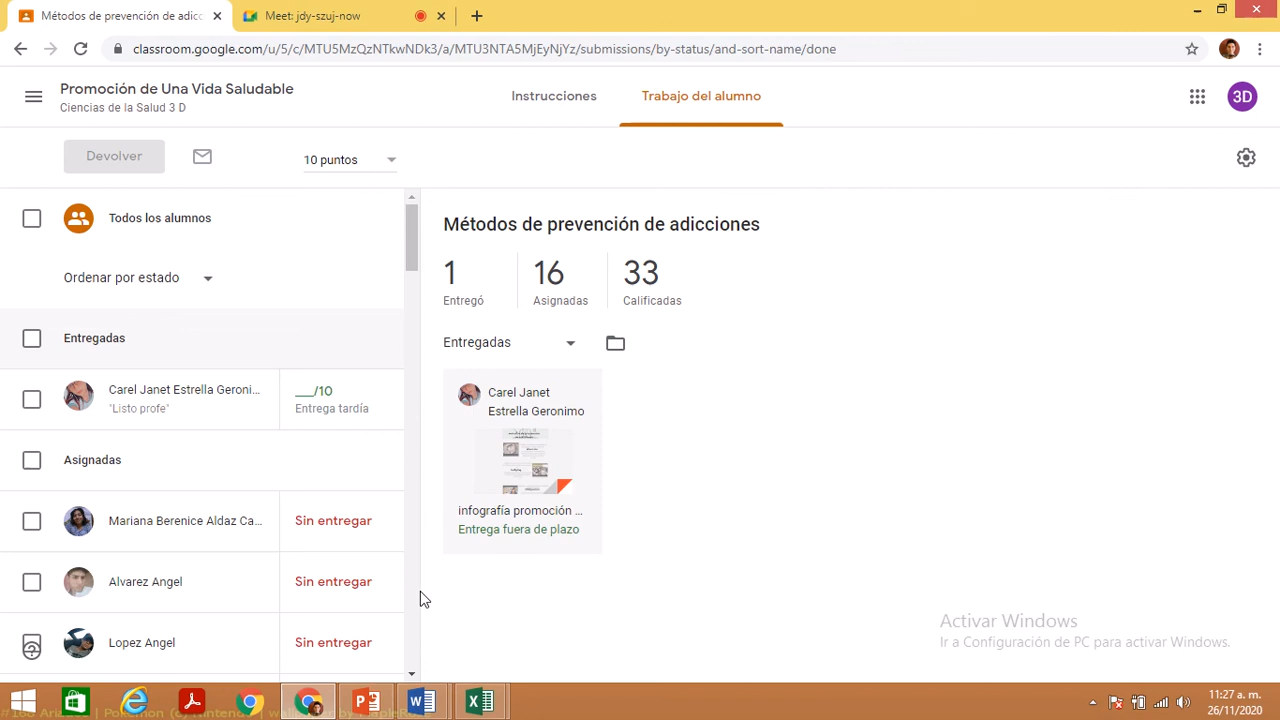 Métodos de prevención de adicc
Meet: jdy-szuj-now
classroom.google.com/u/5/c/MTU5MzQzNTkwNDk3/a/MTU3NTA5MjEyNjYz/submissions/by-status/and-sort-name/done
Promoción de Una Vida Saludable
Ciencias de la Salud 3 D
Instrucciones
Trabajo del alumno
3D
Devolver
10 puntos
Todos los alumnos
Ordenar por estado
Entregadas
Carel Janet Estrella Geroni...
"Listo profe"
__/10
Entrega tardía
Asignadas
Mariana Berenice Aldaz Ca...
Sin entregar
Alvarez Angel
Sin entregar
Lopez Angel
Sin entregar
Métodos de prevención de adicciones
1
Entregó
16
Asignadas
33
Calificadas
Entregadas
Carel Janet
Estrella Geronimo
infografía promoción ...
Entrega fuera de plazo
Activar Windows
Ir a Configuración de PC para activar Windows.
11:27 a. m.
26/11/2020